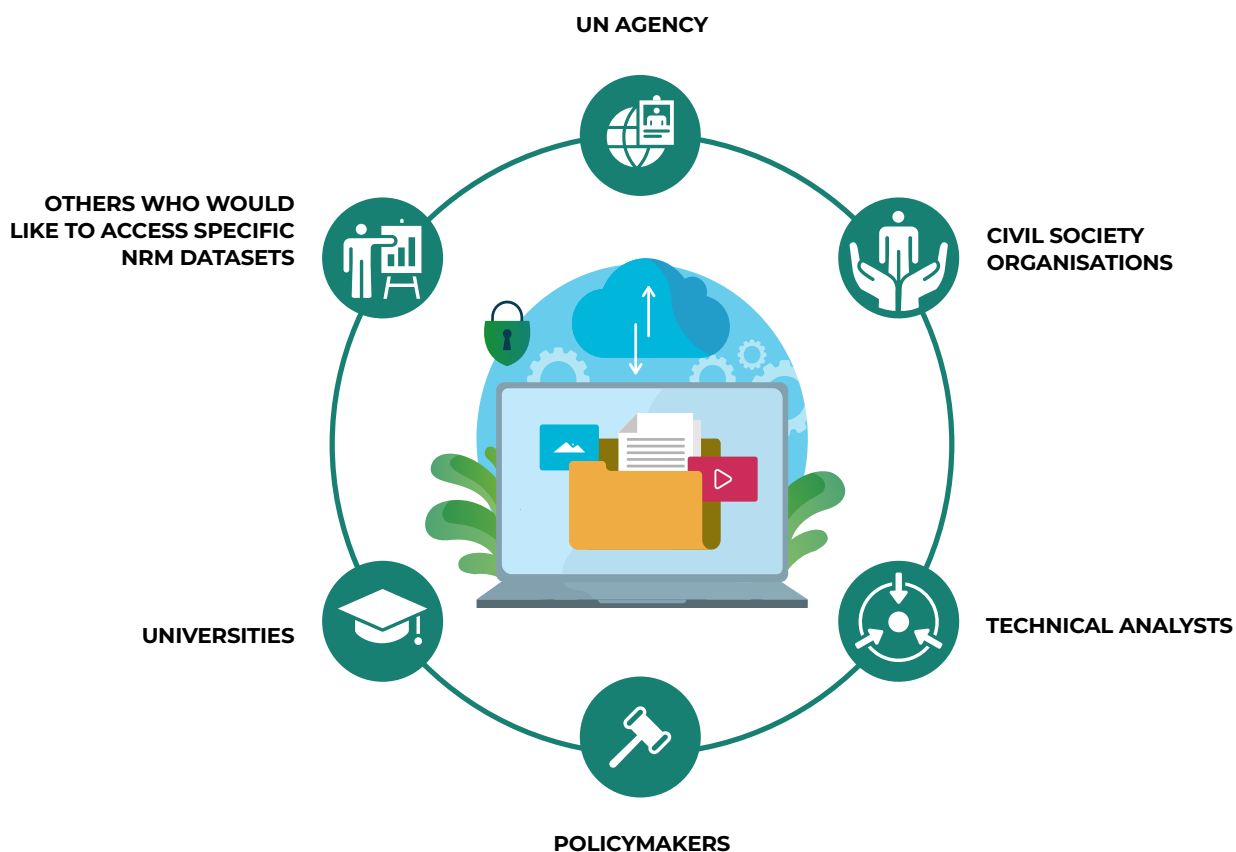 UN AGENCY
OTHERS WHO WOULD
LIKE TO ACCESS SPECIFIC
NRM DATASETS
CIVIL SOCIETY
ORGANISATIONS
UNIVERSITIES
TECHNICAL ANALYSTS
POLICYMAKERS